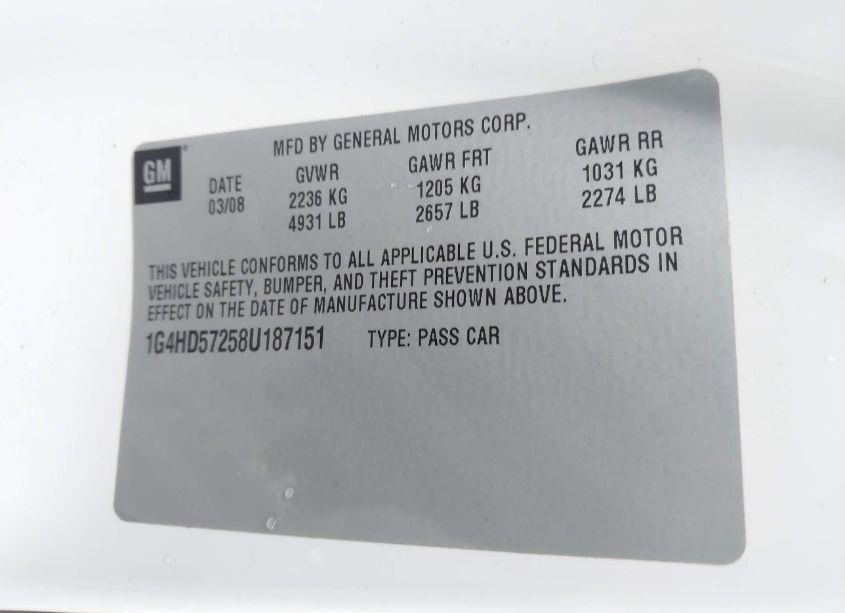 MFD BY GENERAL MOTORS CORP.
GM
DATE GVWR GAWR FRT GAWR RR
03/08 2236 KG 1205 KG 1031 KG
4931 LB 2657 LB 2274 LB
THIS VEHICLE CONFORMS TO ALL APPLICABLE U.S. FEDERAL MOTOR
VEHICLE SAFETY, BUMPER, AND THEFT PREVENTION STANDARDS IN
EFFECT ON THE DATE OF MANUFACTURE SHOWN ABOVE.
1G4HD57258U187151 TYPE: PASS CAR